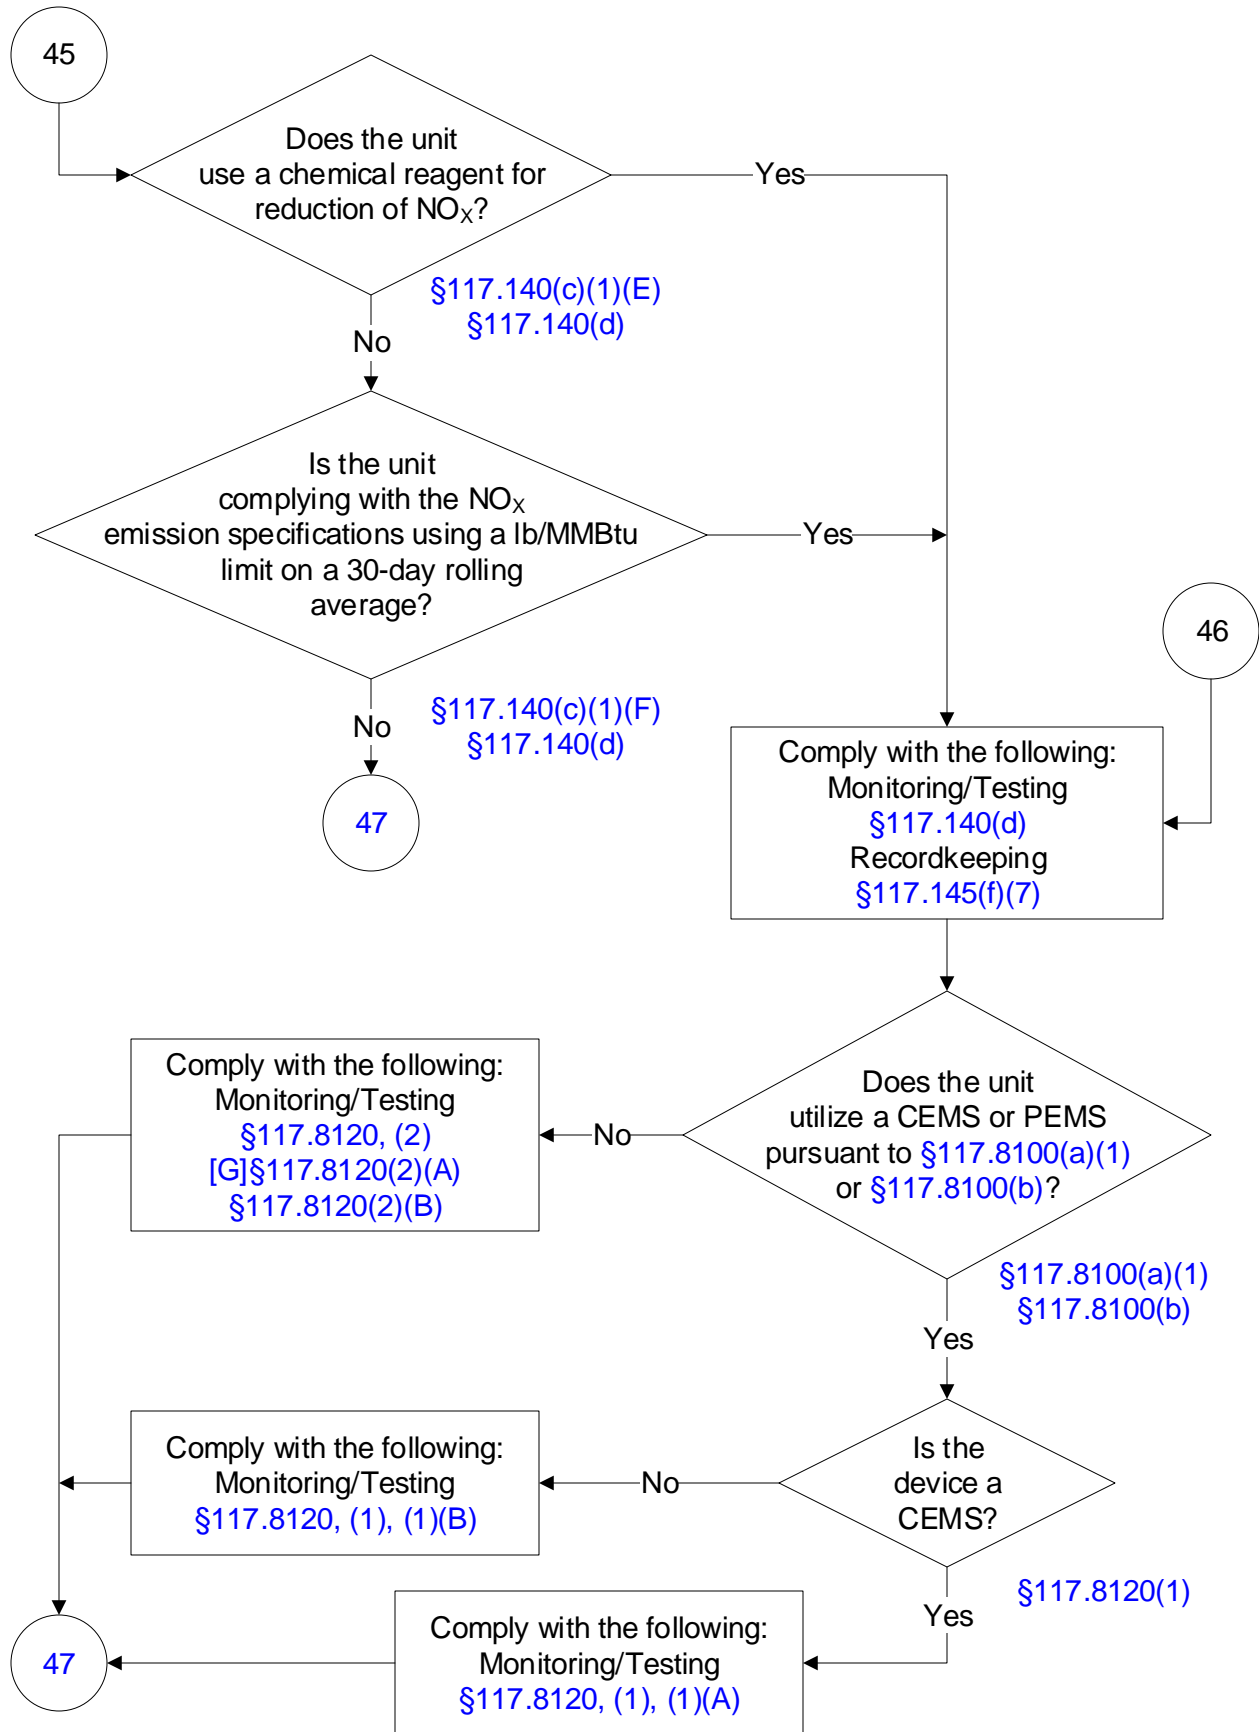 45
Does the unit
use a chemical reagent for
reduction of NOX?
Yes
§117.140(c)(1)(E)
§117.140(d)
No
Is the unit
complying with the NOX
emission specifications using a lb/MMBtu
limit on a 30-day rolling
average?
Yes
46
§117.140(c)(1)(F)
§117.140(d)
No
47
Comply with the following:
Monitoring/Testing
§117.140(d)
Recordkeeping
§117.145(f)(7)
Does the unit
utilize a CEMS or PEMS
pursuant to §117.8100(a)(1)
or §117.8100(b)?
No
Comply with the following:
Monitoring/Testing
§117.8120, (2)
[G]§117.8120(2)(A)
§117.8120(2)(B)
§117.8100(a)(1)
§117.8100(b)
Yes
Is the
device a
CEMS?
No
Comply with the following:
Monitoring/Testing
§117.8120, (1), (1)(B)
§117.8120(1)
Yes
Comply with the following:
Monitoring/Testing
§117.8120, (1), (1)(A)
47